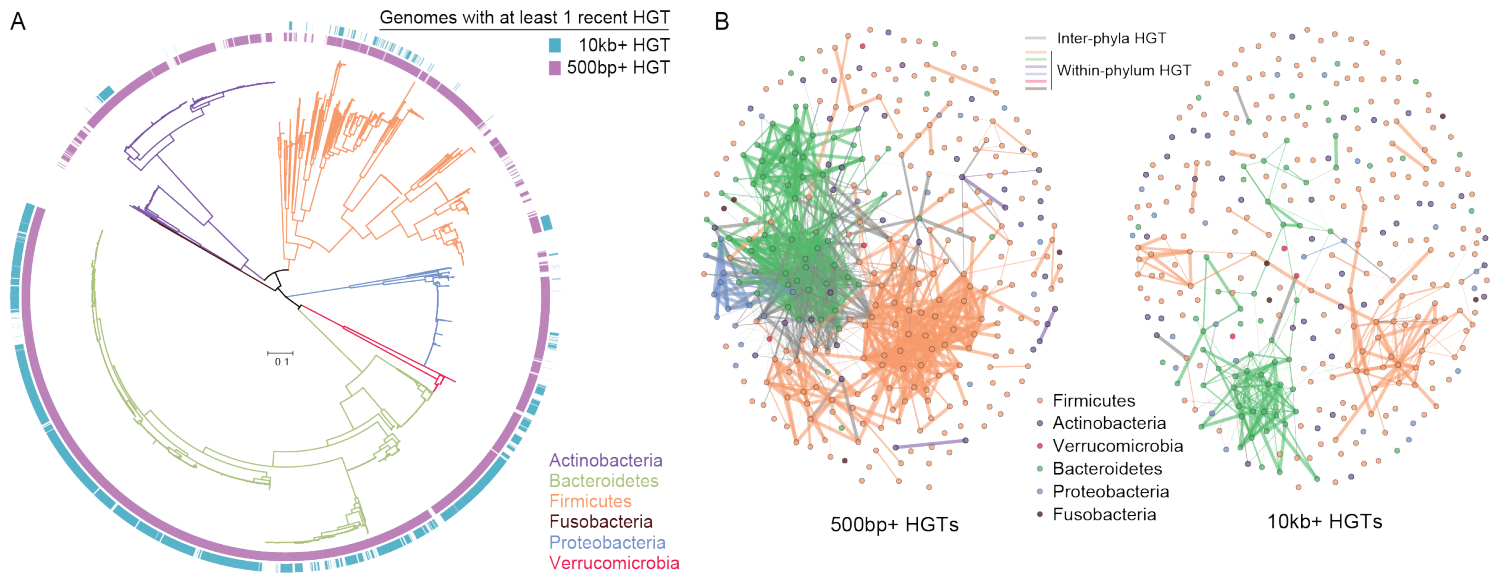 A
Genomes with at least 1 recent HGT
10kb+ HGT
500bp+ HGT
0.1
Actinobacteria
Bacteroidetes
Firmicutes
Fusobacteria
Proteobacteria
Verrucomicrobia
B
Inter-phyla HGT
Within-phylum HGT
Firmicutes
Actinobacteria
Verrucomicrobia
Bacteroidetes
Proteobacteria
Fusobacteria
500bp+ HGTs
10kb+ HGTs